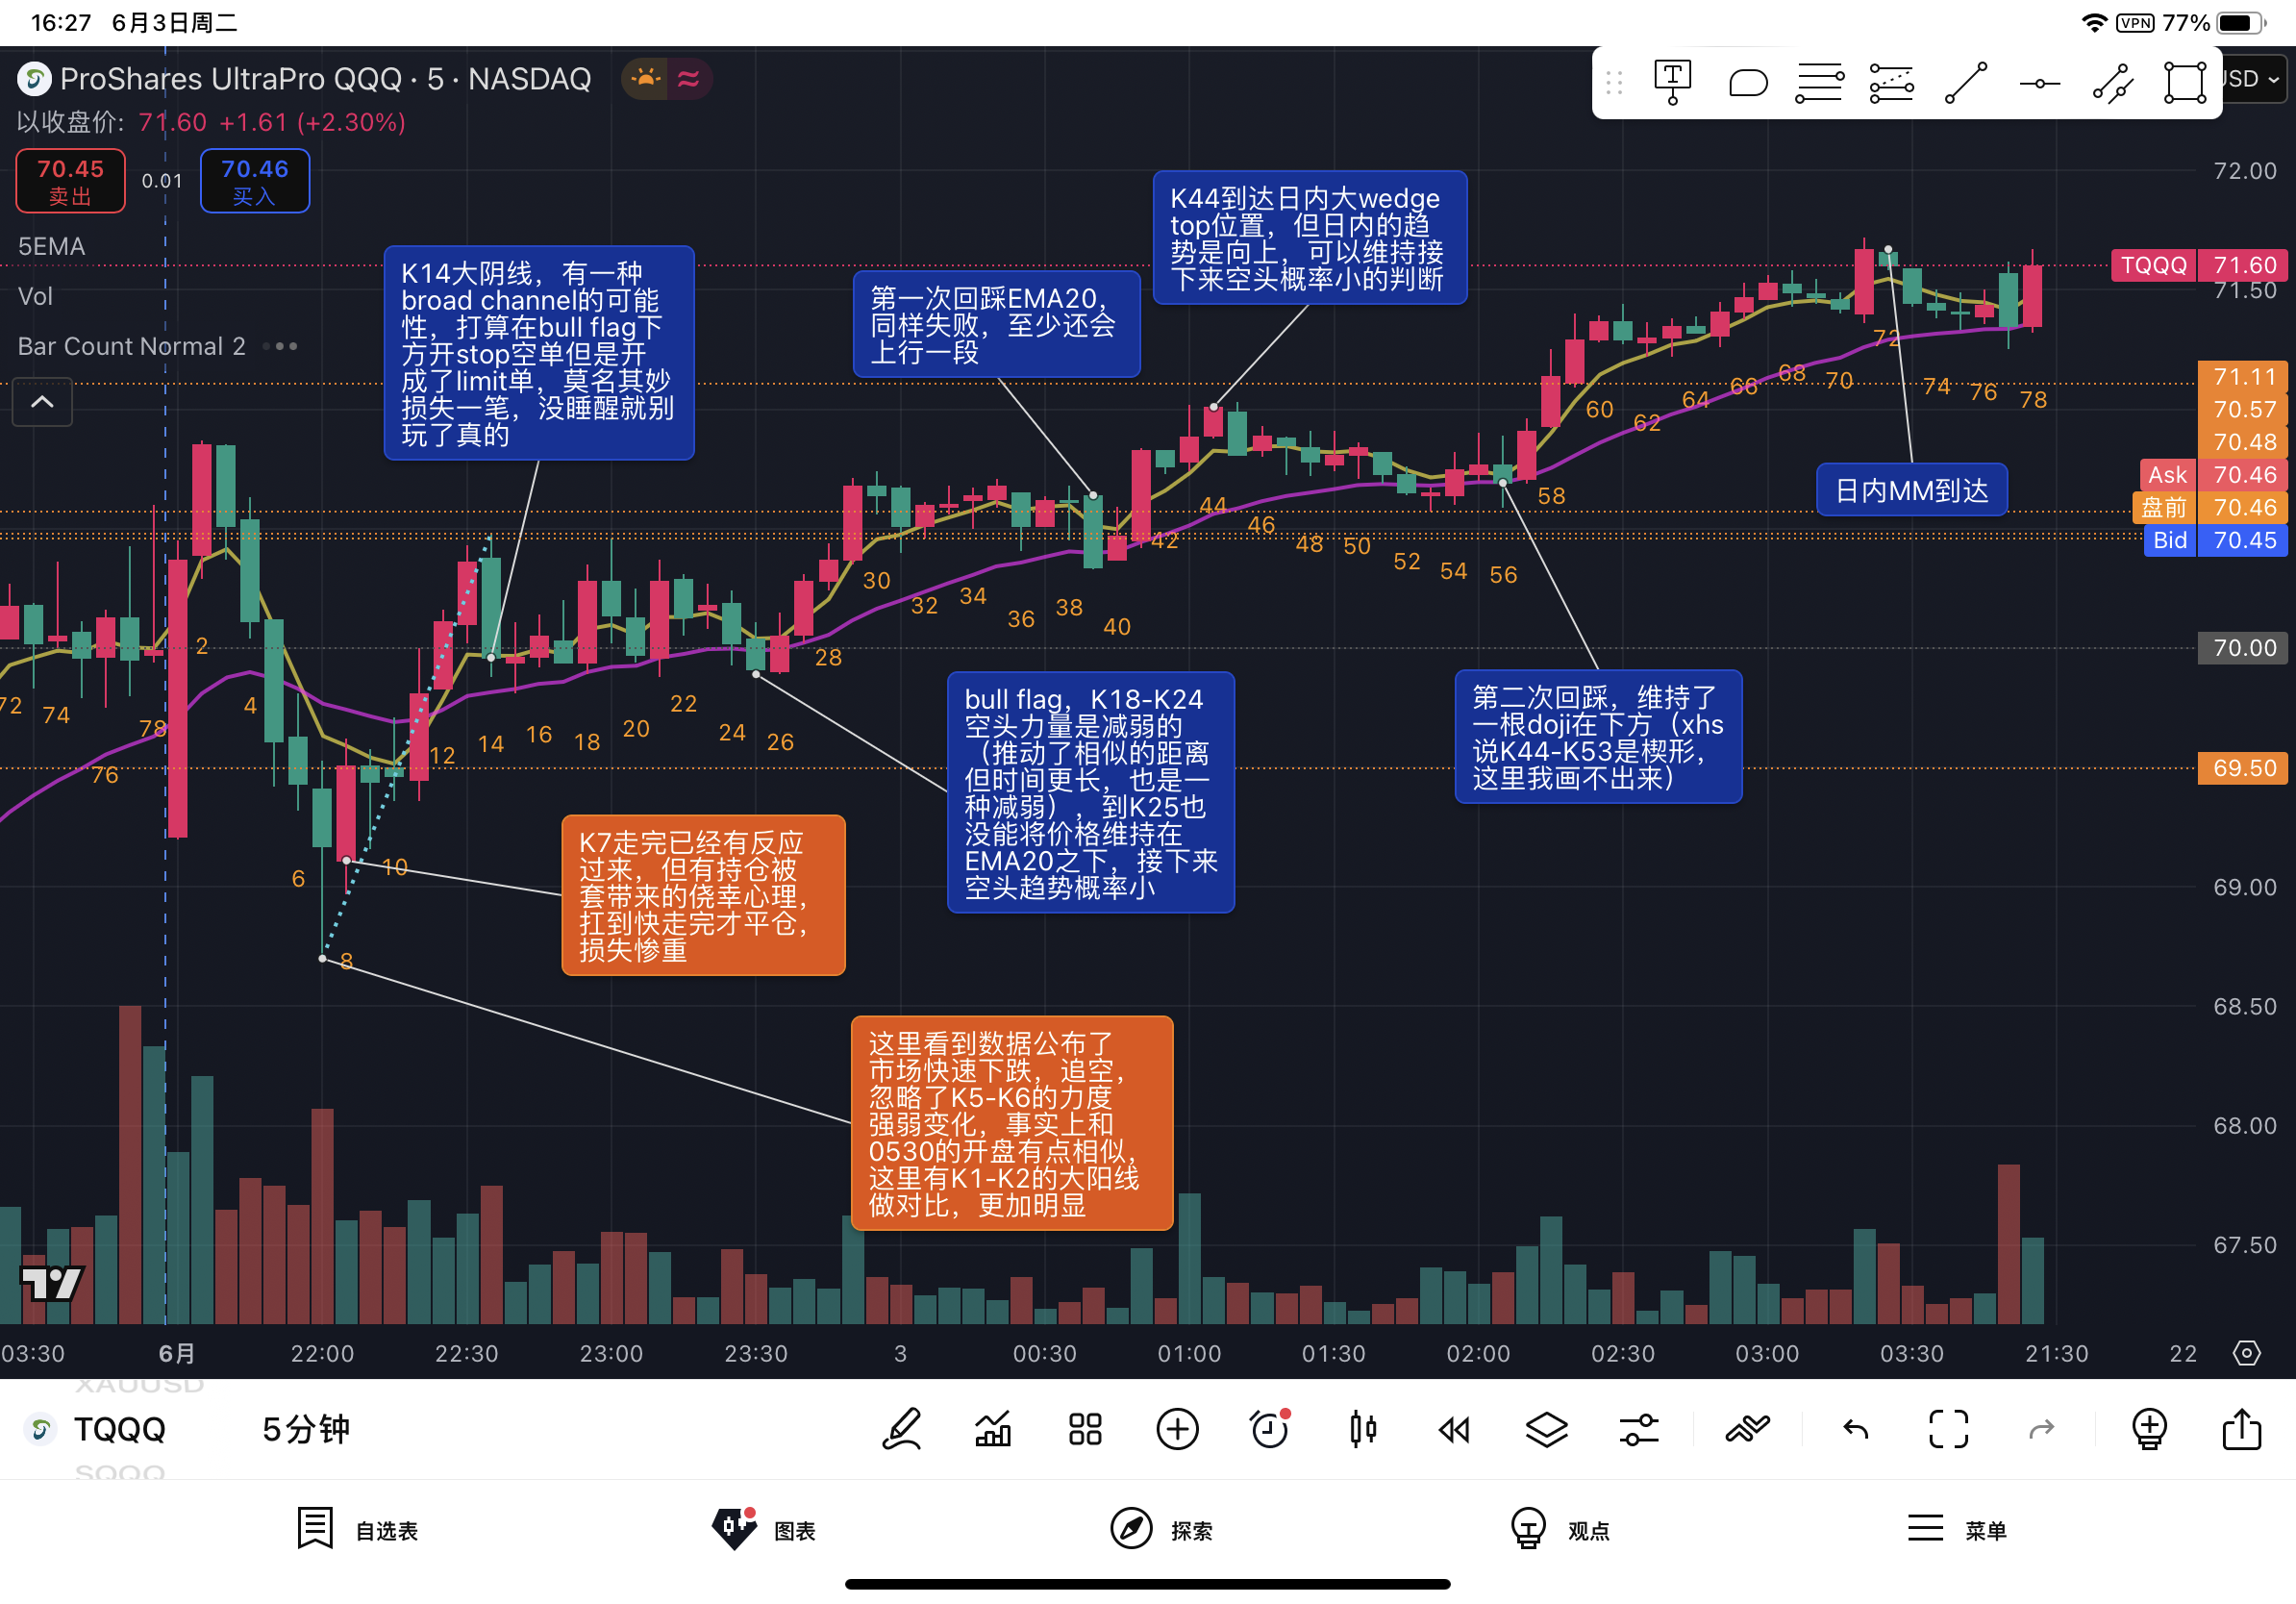 16:27 6月3日周二
VPN 77%
ProShares UltraPro QQQ · 5 · NASDAQ
USD
以收盘价: 71.60 +1.61 (+2.30%)
70.45
卖出
0.01
70.46
买入
5EMA
Vol
Bar Count Normal 2
K14大阴线，有一种
broad channel的可能
性，打算在bull flag下
方开stop空单但是开
成了limit单，莫名其妙
损失一笔，没睡醒就别
玩了真的
第一次回踩EMA20，
同样失败，至少还会
上行一段
K44到达日内大wedge
top位置，但日内的趋
势是向上，可以维持接
下来空头概率小的判断
日内MM到达
bull flag，K18-K24
空头力量是减弱的
（推动了相似的距离
但时间更长，也是一
种减弱），到K25也
没能将价格维持在
EMA20之下，接下来
空头趋势概率小
第二次回踩，维持了
一根doji在下方（xhs
说K44-K53是楔形，
这里我画不出来）
K7走完已经有反应
过来，但有持仓被
套带来的侥幸心理，
扛到快走完才平仓，
损失惨重
这里看到数据公布了
市场快速下跌，追空，
忽略了K5-K6的力度
强弱变化，事实上和
0530的开盘有点相似，
这里有K1-K2的大阳线
做对比，更加明显
72 74 76 78 2 4 6 8 10 12 14 16 18 20 22 24 26 28 30 32 34 36 38 40 42 44 46 48 50 52 54 56 58 60 62 64 66 68 70 72 74 76 78
72.00
TQQQ 71.60
71.50
71.11
70.57
70.48
Ask 70.46
盘前 70.46
Bid 70.45
70.00
69.50
69.00
68.50
68.00
67.50
03:30 6月 22:00 22:30 23:00 23:30 3 00:30 01:00 01:30 02:00 02:30 03:00 03:30 21:30 22
XAUUSD
TQQQ 5分钟
SQQQ
自选表 图表 探索 观点 菜单